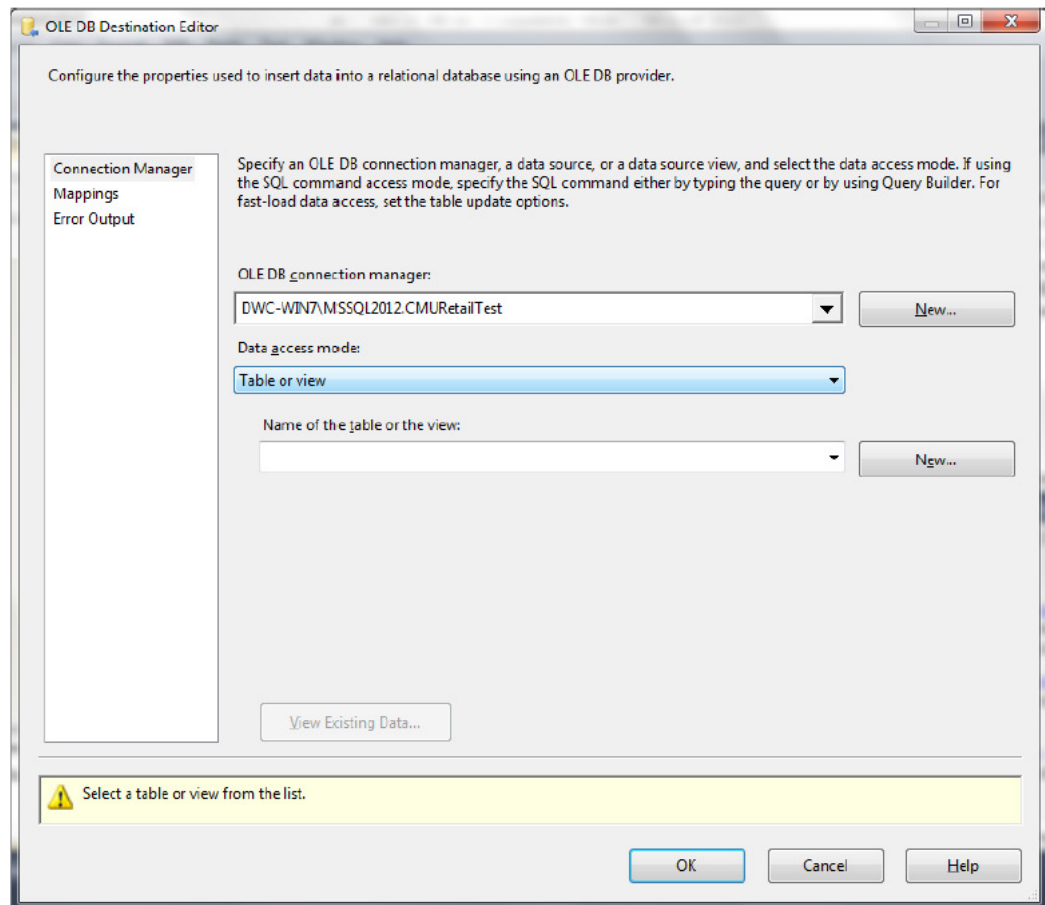 OLE DB Destination Editor
Configure the properties used to insert data into a relational database using an OLE DB provider.
Connection Manager
Mappings
Error Output
Specify an OLE DB connection manager, a data source, or a data source view, and select the data access mode. If using
the SQL command access mode, specify the SQL command either by typing the query or by using Query Builder. For
fast-load data access, set the table update options.
OLE DB connection manager:
DWC-WIN7\MSSQL2012.CMURetailTest
New...
Data access mode:
Table or view
Name of the table or the view:
New...
View Existing Data...
Select a table or view from the list.
OK
Cancel
Help